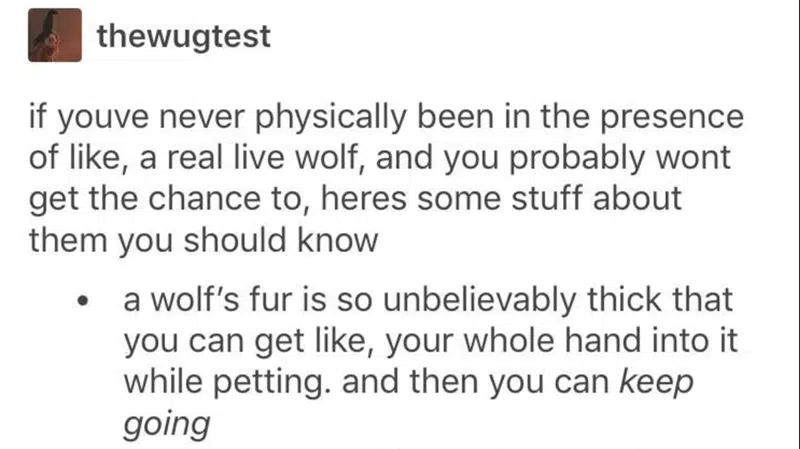 thewugtest
if youve never physically been in the presence
of like, a real live wolf, and you probably wont
get the chance to, heres some stuff about
them you should know
• a wolf's fur is so unbelievably thick that
you can get like, your whole hand into it
while petting. and then you can keep
going